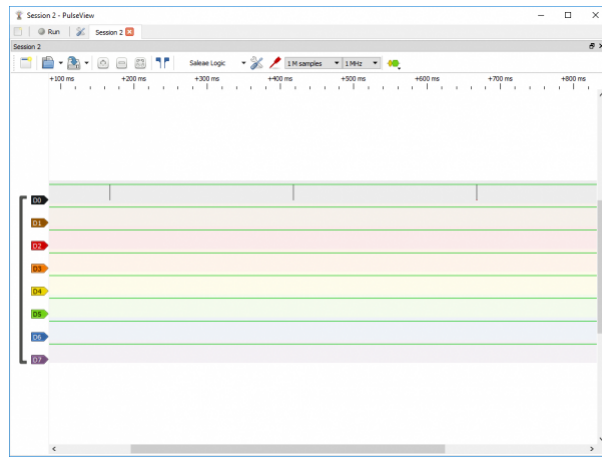 Session 2 - PulseView
Run Session 2
Session 2
Saleae Logic 1 M samples 1 MHz
+100 ms +200 ms +300 ms +400 ms +500 ms +600 ms +700 ms +800 ms
D0
D1
D2
D3
D4
D5
D6
D7